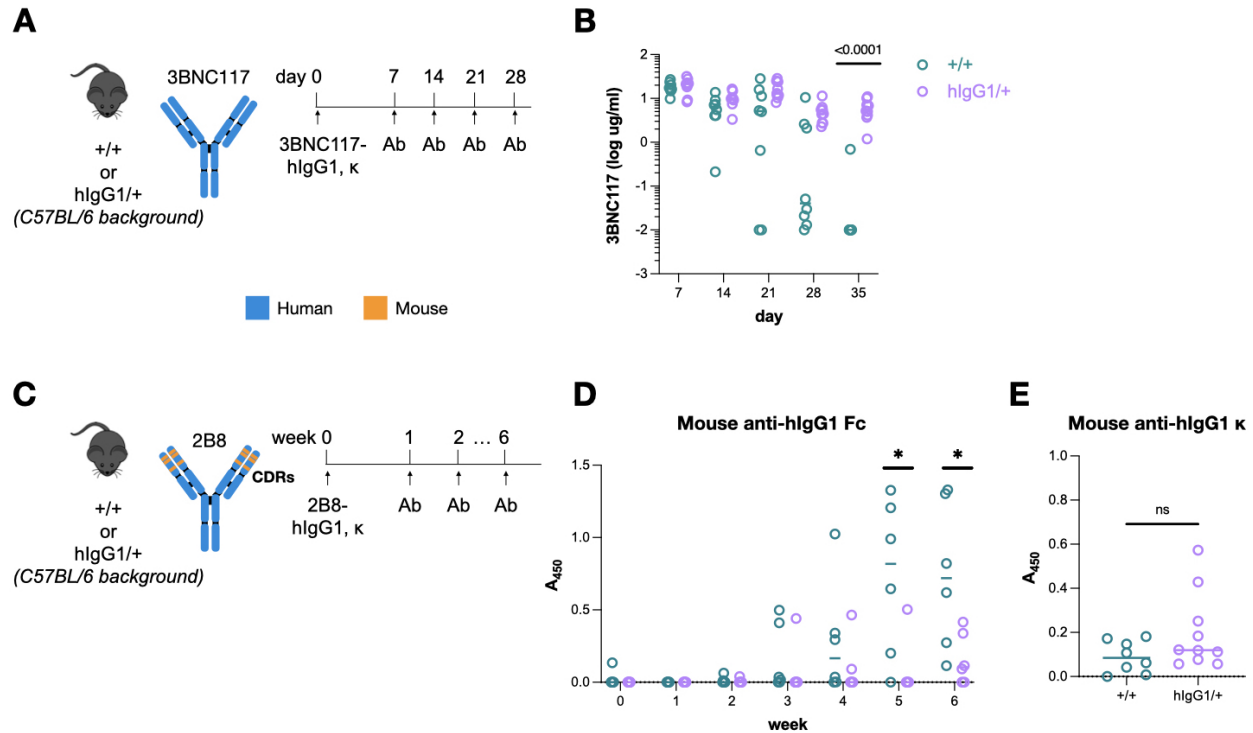 A
3BNC117
+/+
or
hIgG1/+
(C57BL/6 background)
day 0 7 14 21 28
3BNC117-
hIgG1, κ
Ab Ab Ab Ab
B
<0.0001
+/+
hIgG1/+
3BNC117 (log ug/ml)
2
1
0
-1
-2
-3
7 14 21 28 35
day
Human
Mouse
C
2B8
CDRs
+/+
or
hIgG1/+
(C57BL/6 background)
week 0 1 2 ... 6
2B8-
hIgG1, κ
Ab Ab Ab
D
Mouse anti-hIgG1 Fc
* *
A450
1.5
1.0
0.5
0.0
0 1 2 3 4 5 6
week
E
Mouse anti-hIgG1 κ
ns
A450
1.0
0.8
0.6
0.4
0.2
0.0
+/+ hIgG1/+